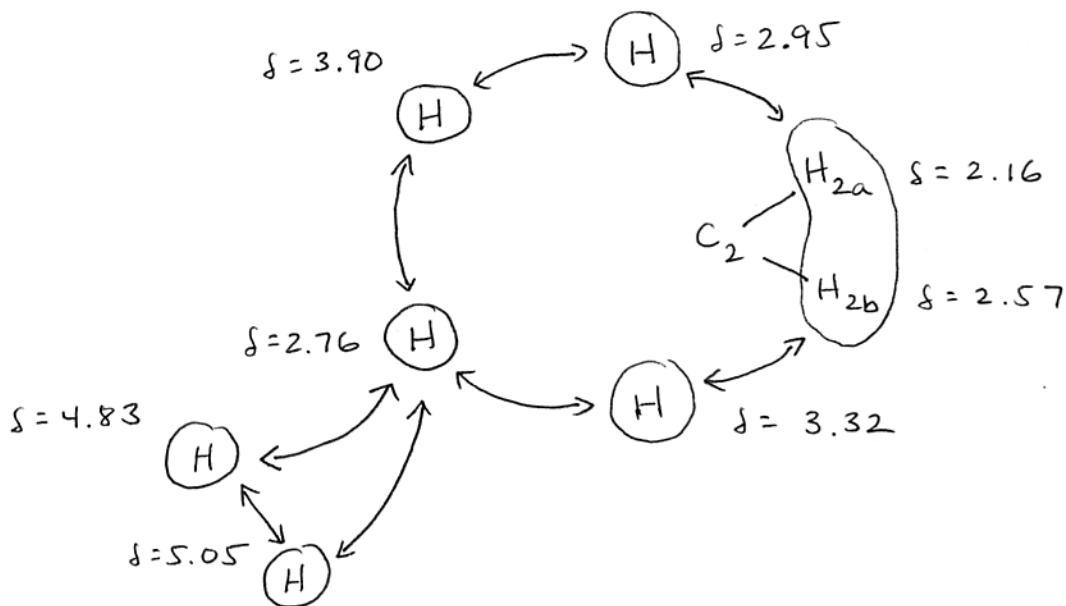 δ = 3.90
H
H
δ = 2.95
H₂ₐ
δ = 2.16
C₂
H₂b
δ = 2.57
δ = 2.76
H
H
δ = 3.32
δ = 4.83
H
δ = 5.05
H